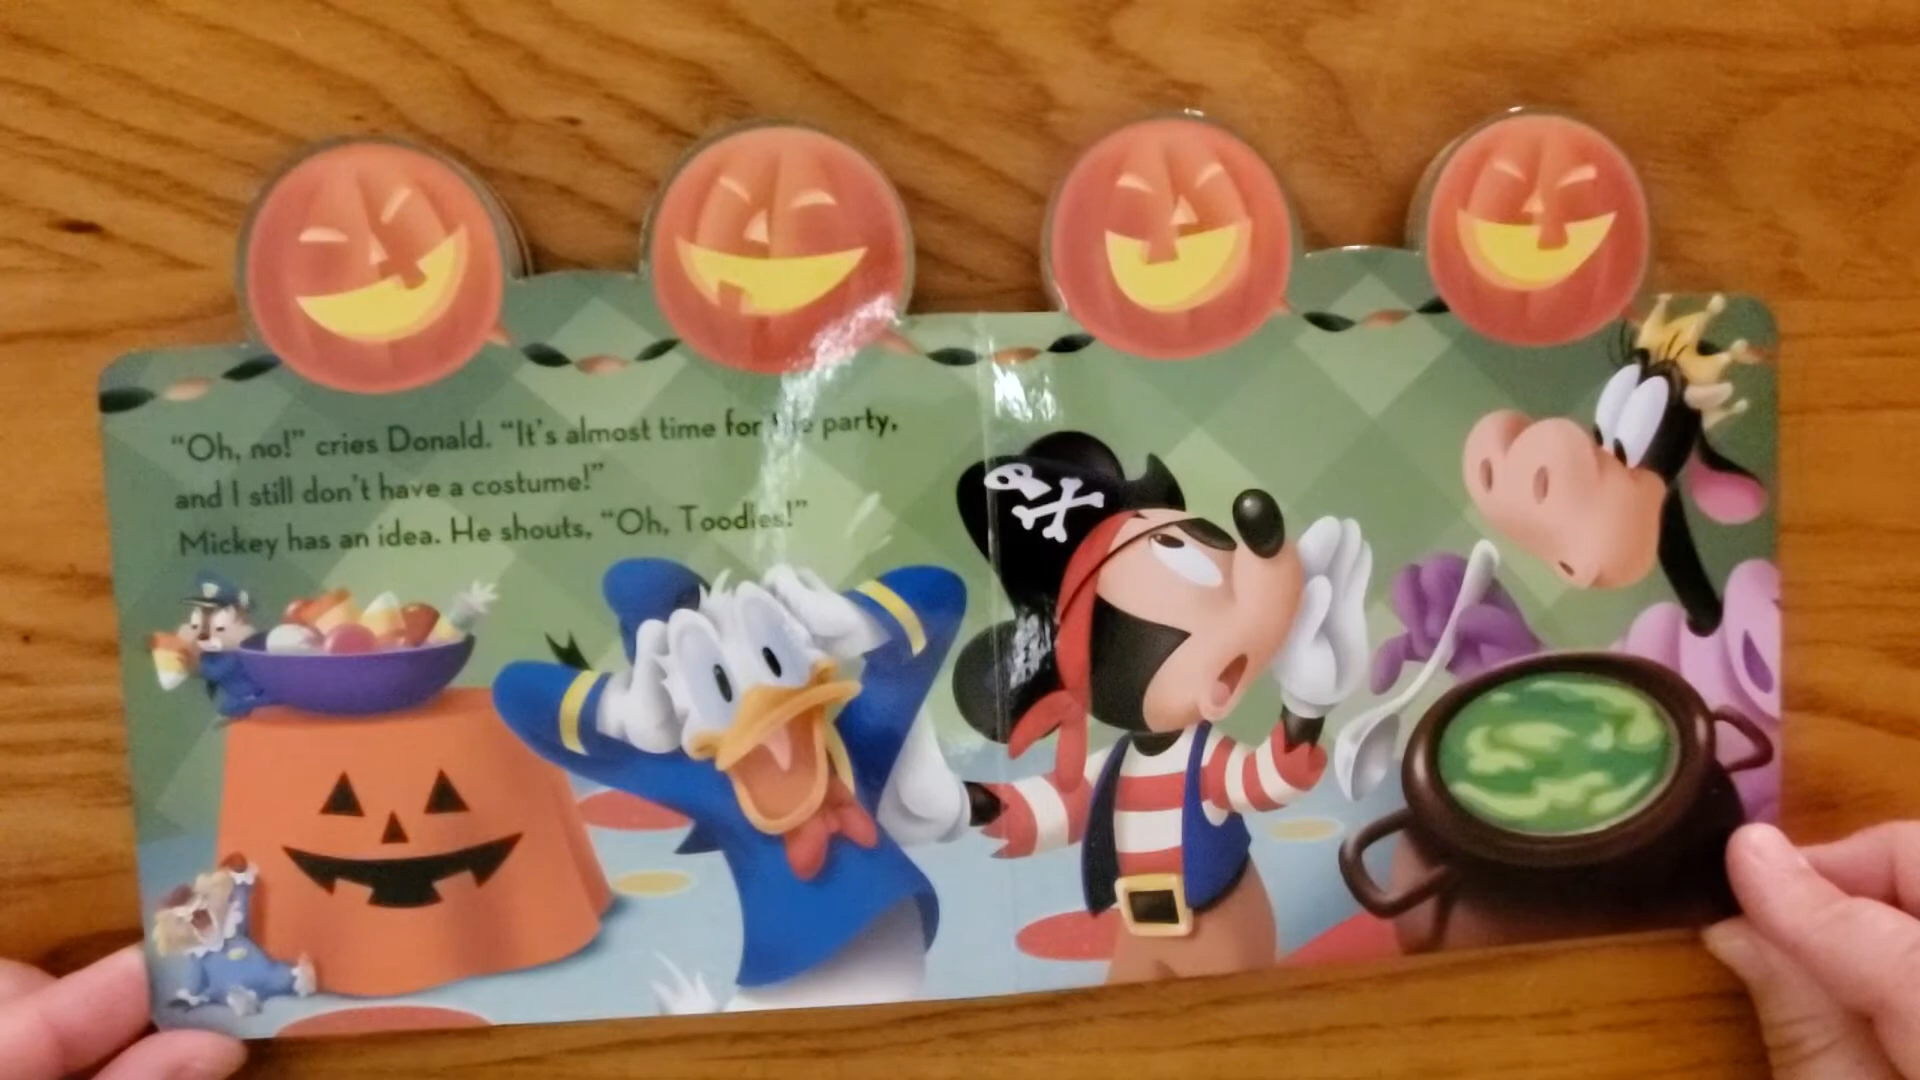 “Oh, no!” cries Donald. “It’s almost time for the party,
and I still don’t have a costume!”
Mickey has an idea. He shouts, “Oh, Toodles!”